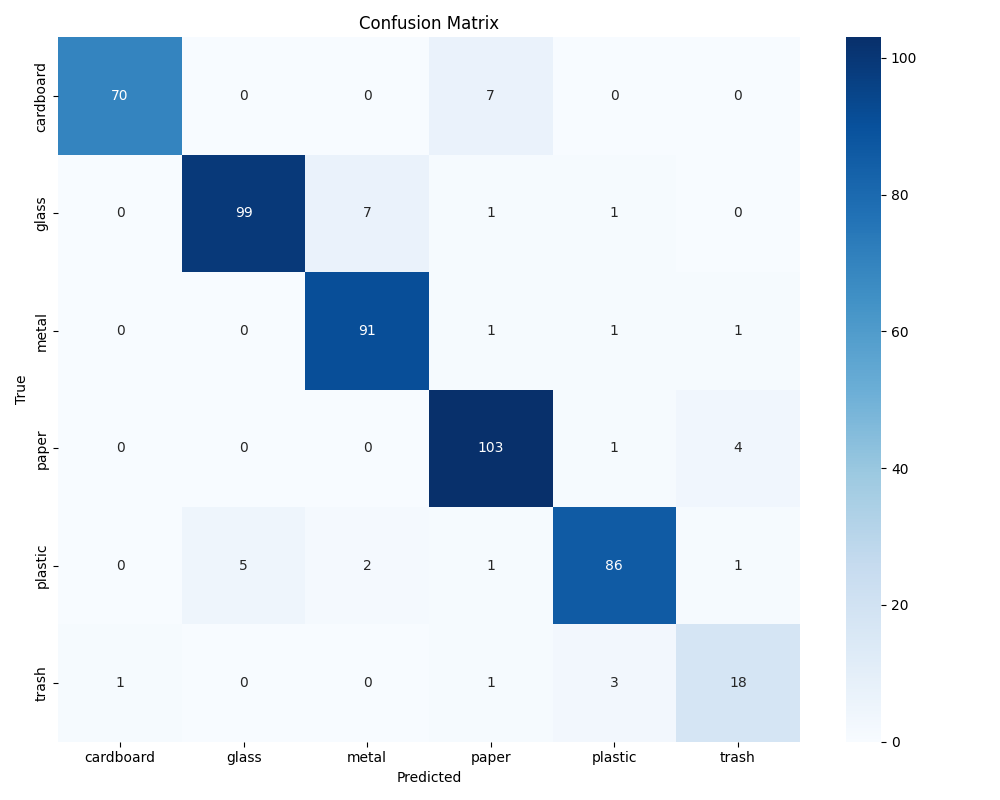 Confusion Matrix
cardboard 70 0 0 7 0 0
glass 0 99 7 1 1 0
metal 0 0 91 1 1 1
paper 0 0 0 103 1 4
plastic 0 5 2 1 86 1
trash 1 0 0 1 3 18
cardboard glass metal paper plastic trash
Predicted
True
100
80
60
40
20
0